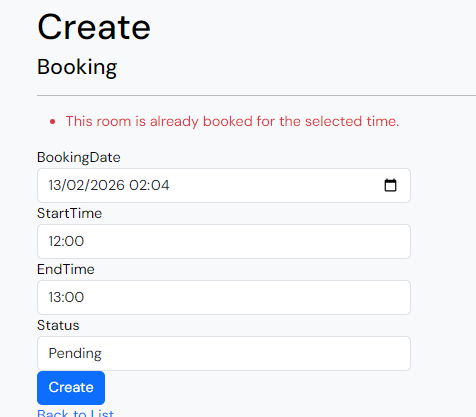 Create
Booking
This room is already booked for the selected time.
BookingDate
13/02/2026 02:04
StartTime
12:00
EndTime
13:00
Status
Pending
Create
Back to List